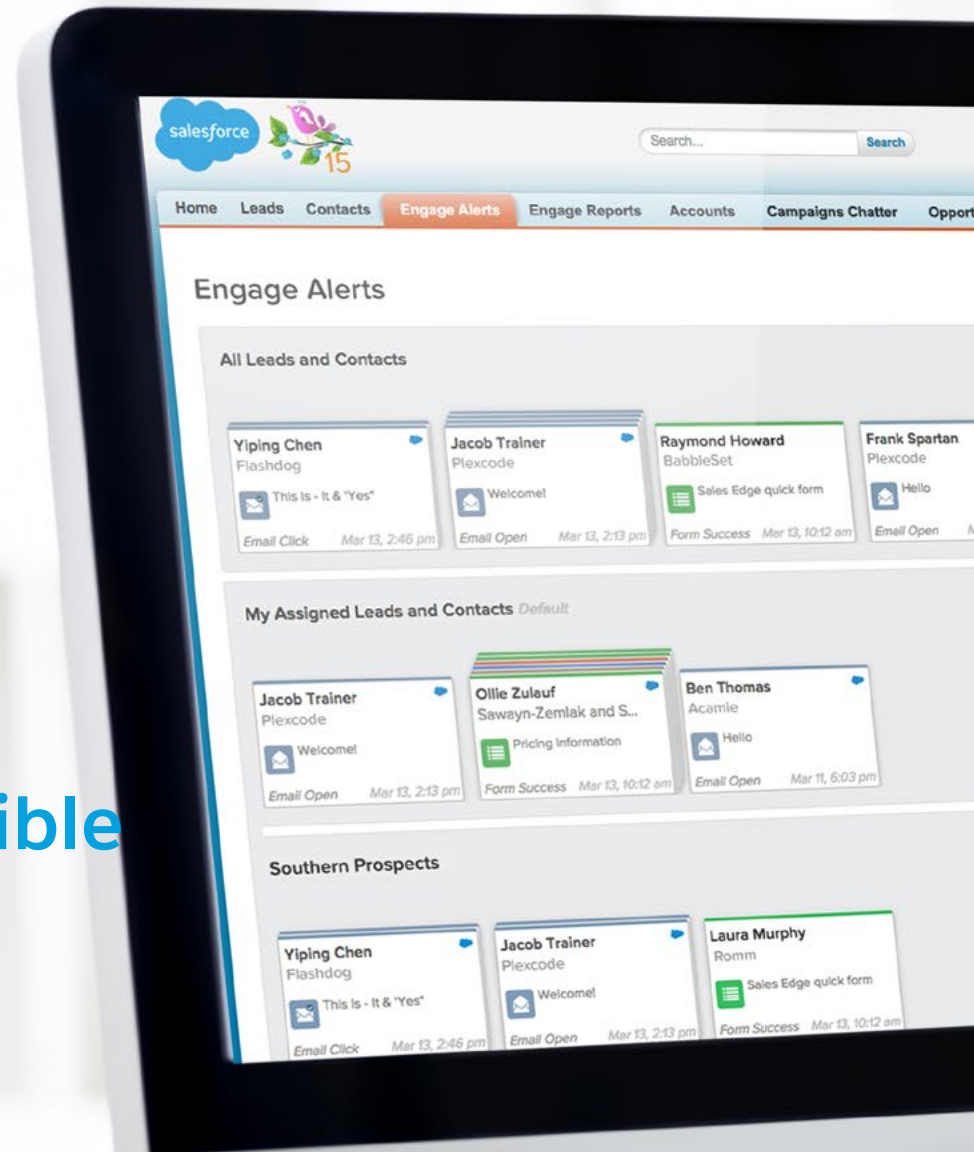 salesforce
15
Search...
Search
Home Leads Contacts Engage Alerts Engage Reports Accounts Campaigns Chatter Opport
Engage Alerts
All Leads and Contacts
Yiping Chen
Flashdog
This Is - It & "Yes"
Email Click Mar 13, 2:46 pm
Jacob Trainer
Plexcode
Welcome!
Email Open Mar 13, 2:13 pm
Raymond Howard
BabbleSet
Sales Edge quick form
Form Success Mar 13, 10:12 am
Frank Spartan
Plexcode
Hello
Email Open M
My Assigned Leads and Contacts Default
Jacob Trainer
Plexcode
Welcome!
Email Open Mar 13, 2:13 pm
Ollie Zulauf
Sawayn-Zemlak and S...
Pricing Information
Form Success Mar 13, 10:12 am
Ben Thomas
Acamie
Hello
Email Open Mar 11, 6:03 pm
ible
Southern Prospects
Yiping Chen
Flashdog
This Is - It & "Yes"
Email Click Mar 13, 2:46 pm
Jacob Trainer
Plexcode
Welcome!
Email Open Mar 13, 2:13 pm
Laura Murphy
Romm
Sales Edge quick form
Form Success Mar 13, 10:12 am